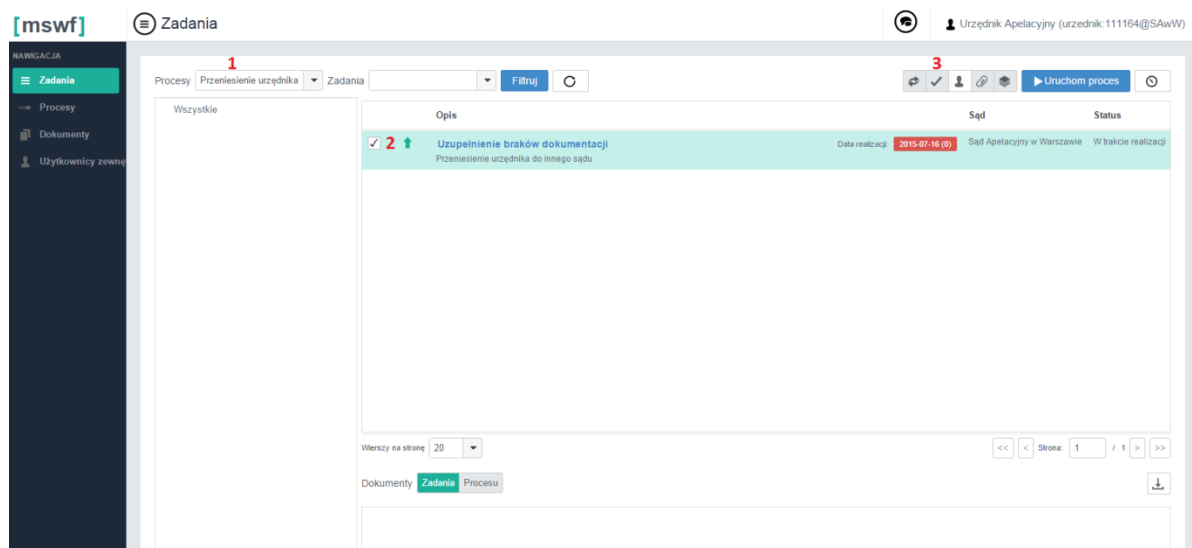 [mswf]
Zadania
Urzędnik Apelacyjny (urzednik:111164@SAwW)
NAWIGACJA
Zadania
Procesy
Dokumenty
Użytkownicy zewnę
1
3
Procesy Przeniesienie urzędnika Zadania Filtruj Uruchom proces
Wszystkie
Opis Sąd Status
2 Uzupełnienie braków dokumentacji Data realizacji: 2015-07-16 (0) Sąd Apelacyjny w Warszawie W trakcie realizacji
Przeniesienie urzędnika do innego sądu
Wierszy na stronę 20 << < Strona: 1 / 1 > >>
Dokumenty Zadania Procesu